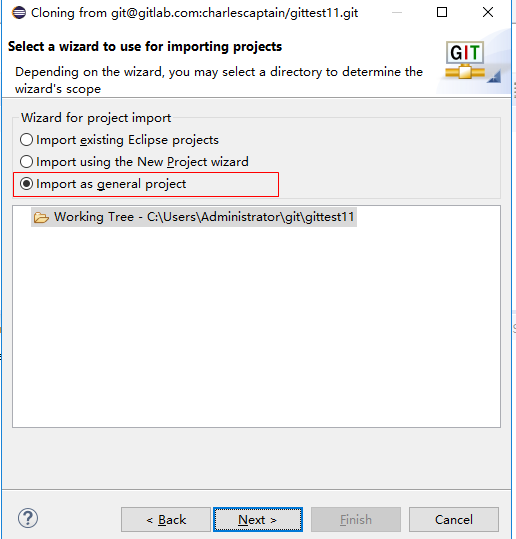 Cloning from git@gitlab.com:charlescaptain/gittest11.git
Select a wizard to use for importing projects
Depending on the wizard, you may select a directory to determine the
wizard's scope
GIT
Wizard for project import
Import existing Eclipse projects
Import using the New Project wizard
Import as general project
Working Tree - C:\Users\Administrator\git\gittest11
?
< Back
Next >
Finish
Cancel